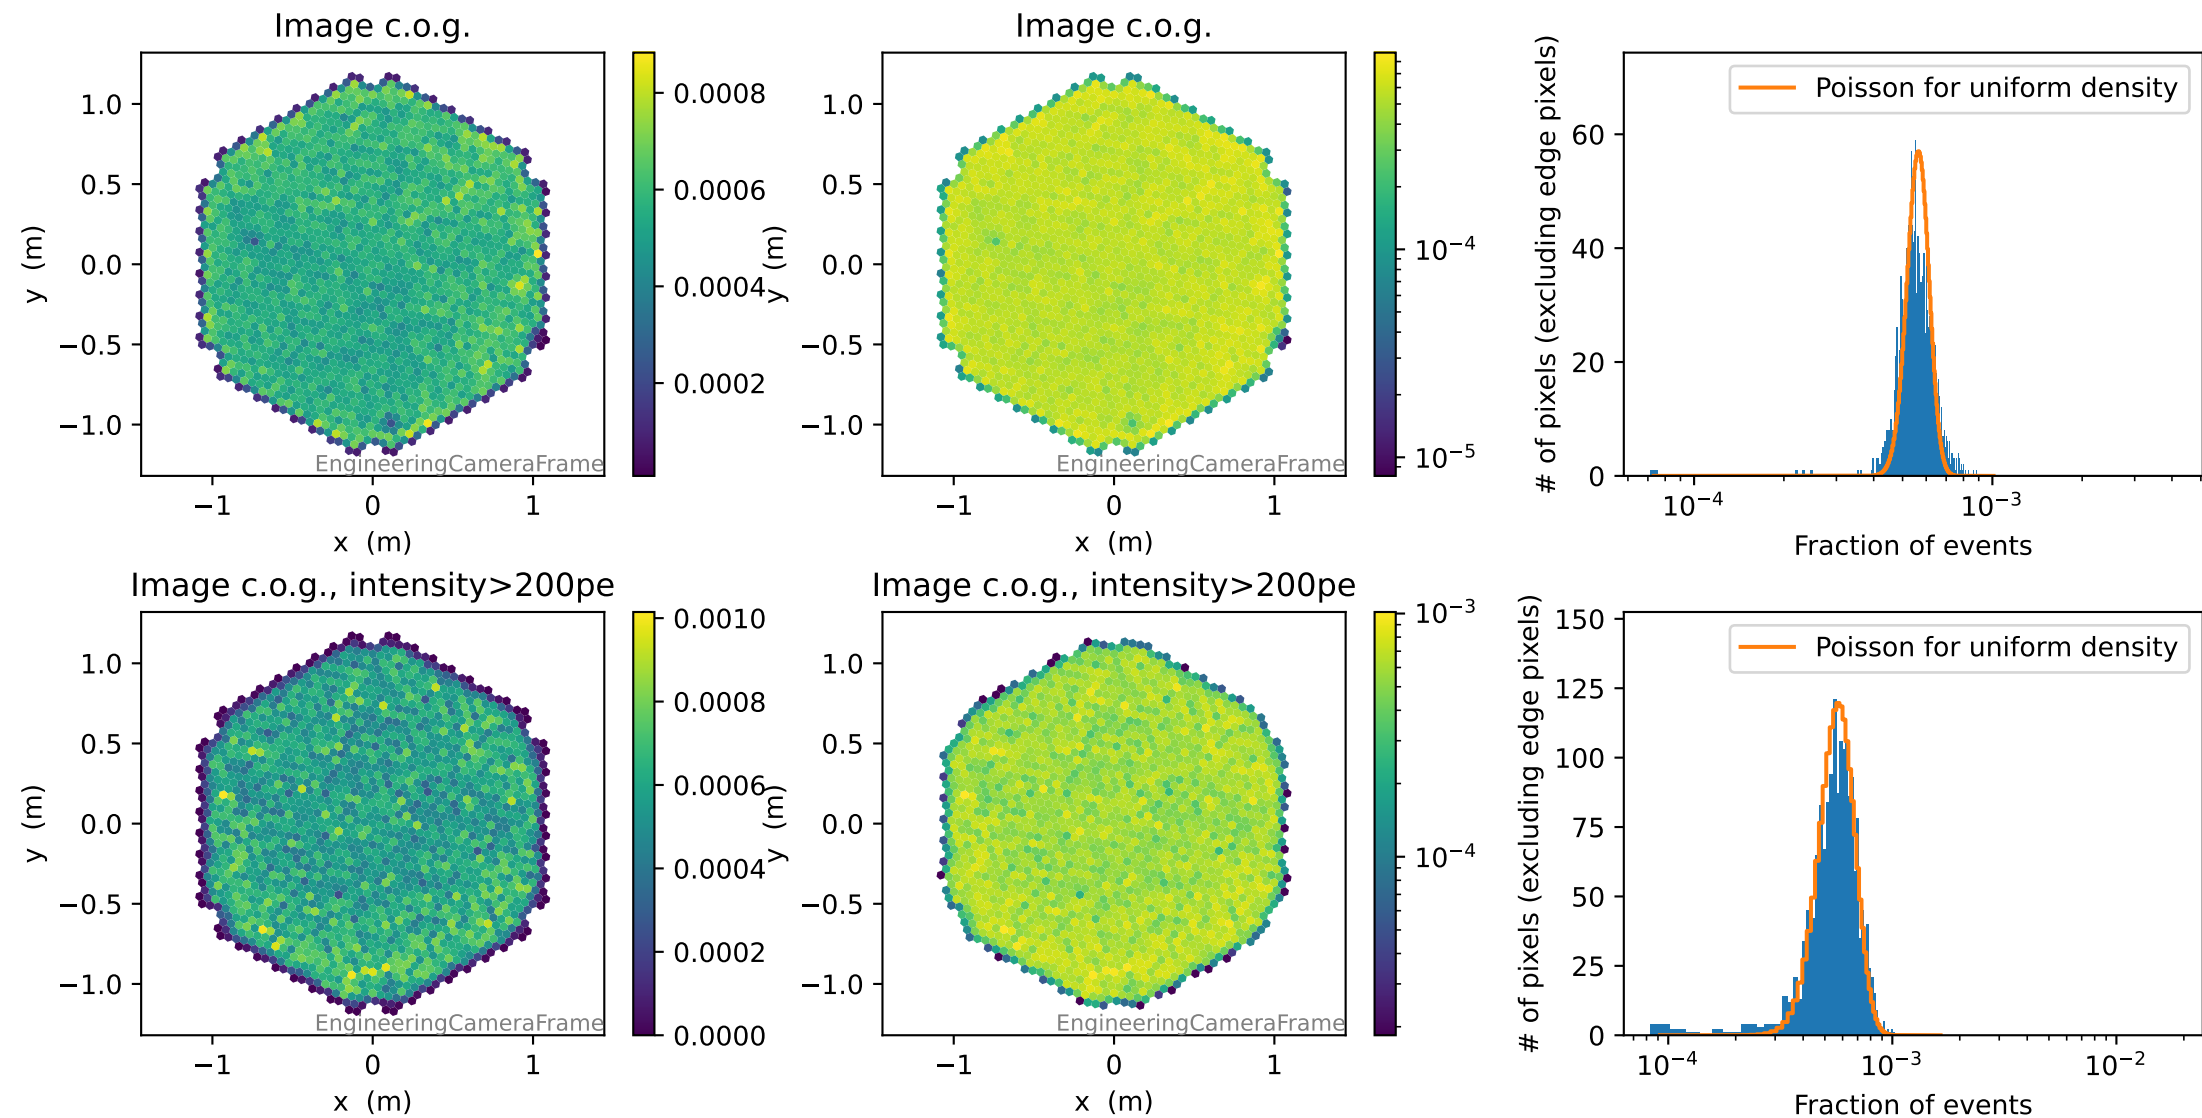 Image c.o.g.
y (m)
1.0
0.5
0.0
−0.5
−1.0
−1
0
1
x (m)
EngineeringCameraFrame
0.0008
0.0006
0.0004
0.0002
Image c.o.g.
y (m)
1.0
0.5
0.0
−0.5
−1.0
−1
0
1
x (m)
EngineeringCameraFrame
10⁻⁴
10⁻⁵
# of pixels (excluding edge pixels)
60
40
20
0
Poisson for uniform density
10⁻⁴
10⁻³
Fraction of events
Image c.o.g., intensity>200pe
y (m)
1.0
0.5
0.0
−0.5
−1.0
−1
0
1
x (m)
EngineeringCameraFrame
0.0010
0.0008
0.0006
0.0004
0.0002
0.0000
Image c.o.g., intensity>200pe
y (m)
1.0
0.5
0.0
−0.5
−1.0
−1
0
1
x (m)
EngineeringCameraFrame
10⁻³
10⁻⁴
# of pixels (excluding edge pixels)
150
125
100
75
50
25
0
Poisson for uniform density
10⁻⁴
10⁻³
10⁻²
Fraction of events